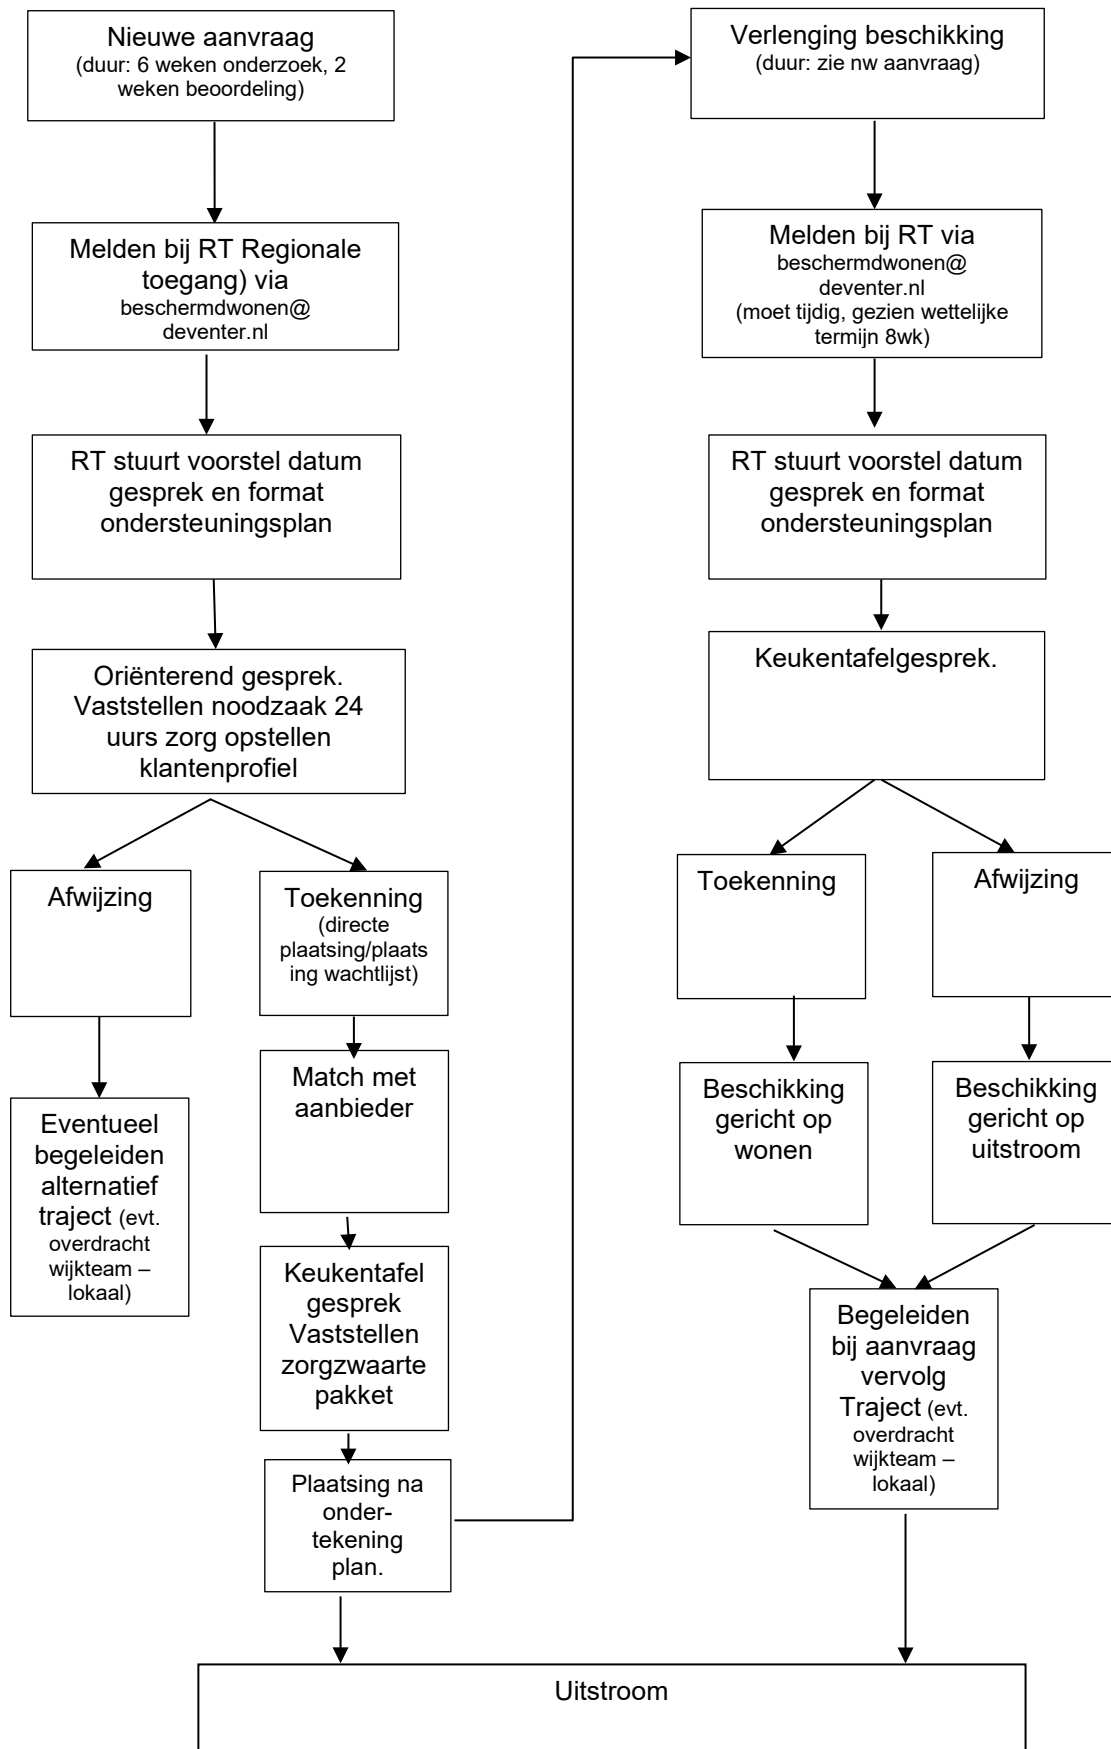 Nieuwe aanvraag
(duur: 6 weken onderzoek, 2
weken beoordeling)
Melden bij RT Regionale
toegang) via
beschermdwonen@
deventer.nl
RT stuurt voorstel datum
gesprek en format
ondersteuningsplan
Oriënterend gesprek.
Vaststellen noodzaak 24
uurs zorg opstellen
klantenprofiel
Afwijzing
Eventueel
begeleiden
alternatief
traject (evt.
overdracht
wijkteam –
lokaal)
Toekenning
(directe
plaatsing/plaats
ing wachtlijst)
Match met
aanbieder
Keukentafel
gesprek
Vaststellen
zorgzwaarte
pakket
Plaatsing na
onder-
tekening
plan.
Verlenging beschikking
(duur: zie nw aanvraag)
Melden bij RT via
beschermdwonen@
deventer.nl
(moet tijdig, gezien wettelijke
termijn 8wk)
RT stuurt voorstel datum
gesprek en format
ondersteuningsplan
Keukentafelgesprek.
Toekenning
Beschikking
gericht op
wonen
Afwijzing
Beschikking
gericht op
uitstroom
Begeleiden
bij aanvraag
vervolg
Traject (evt.
overdracht
wijkteam –
lokaal)
Uitstroom